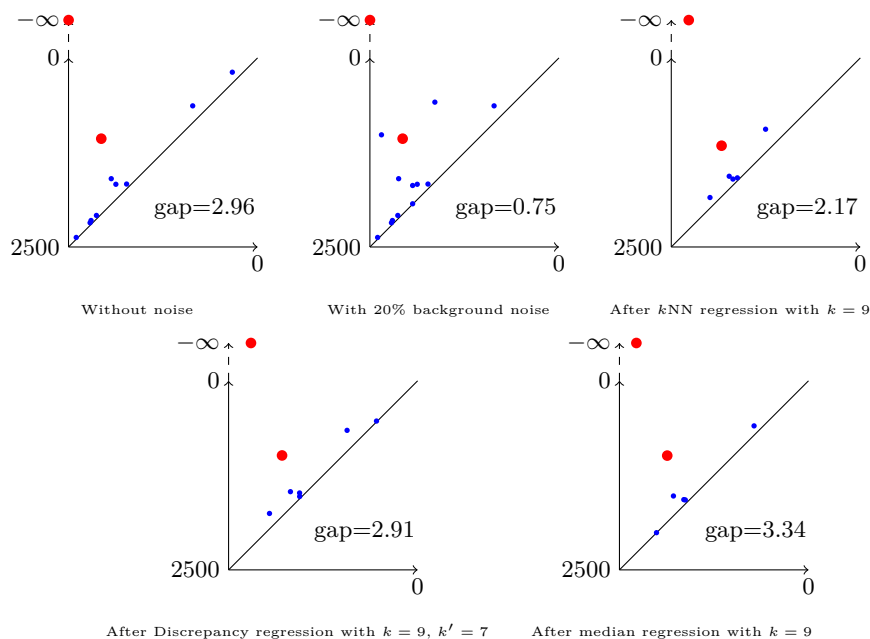 −∞
0
gap=2.96
2500
0
Without noise
−∞
0
gap=0.75
2500
0
With 20% background noise
−∞
0
gap=2.17
2500
0
After kNN regression with k = 9
−∞
0
gap=2.91
2500
0
After Discrepancy regression with k = 9, k′ = 7
−∞
0
gap=3.34
2500
0
After median regression with k = 9